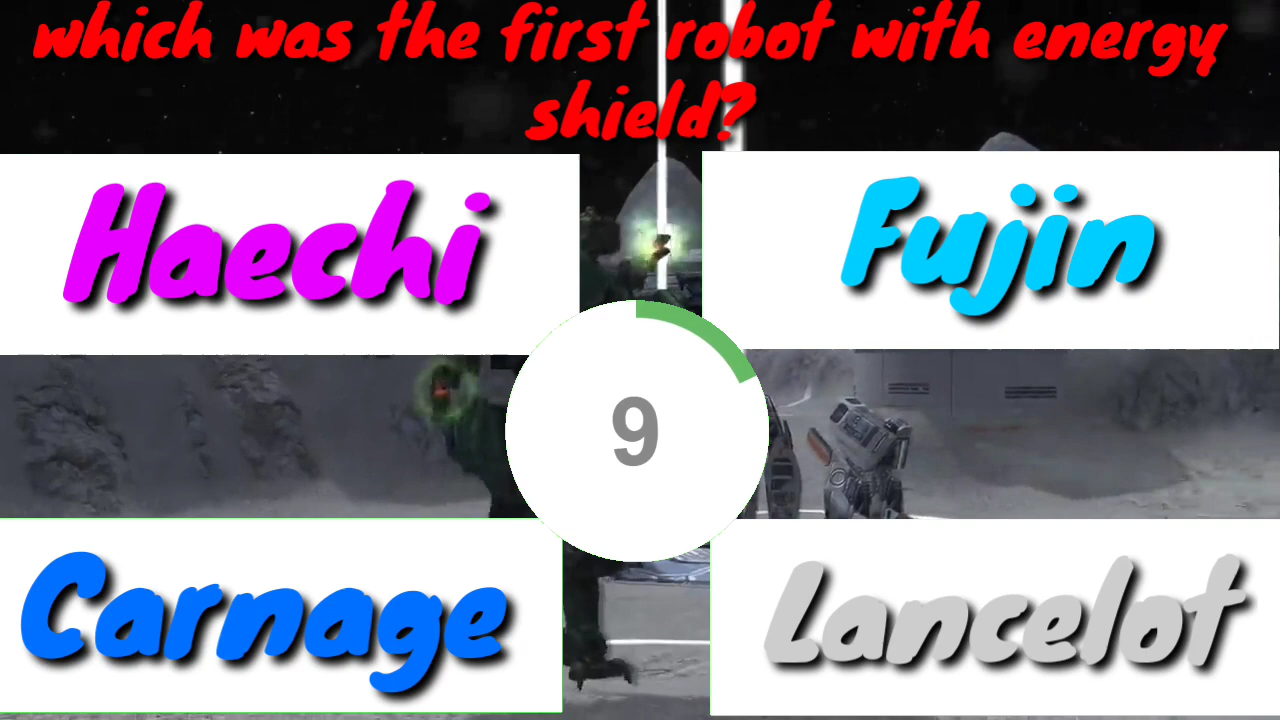 which was the first robot with energy
shield?
Haechi
Fujin
9
Carnage
Lancelot